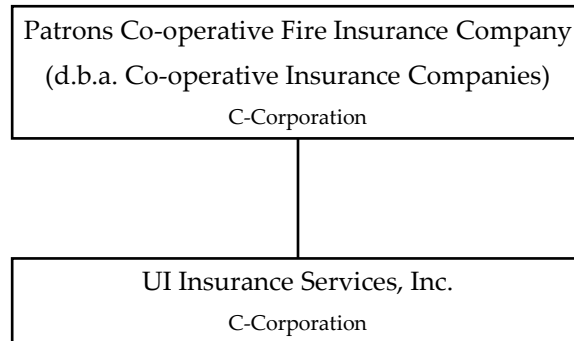 Patrons Co-operative Fire Insurance Company
(d.b.a. Co-operative Insurance Companies)
C-Corporation
UI Insurance Services, Inc.
C-Corporation